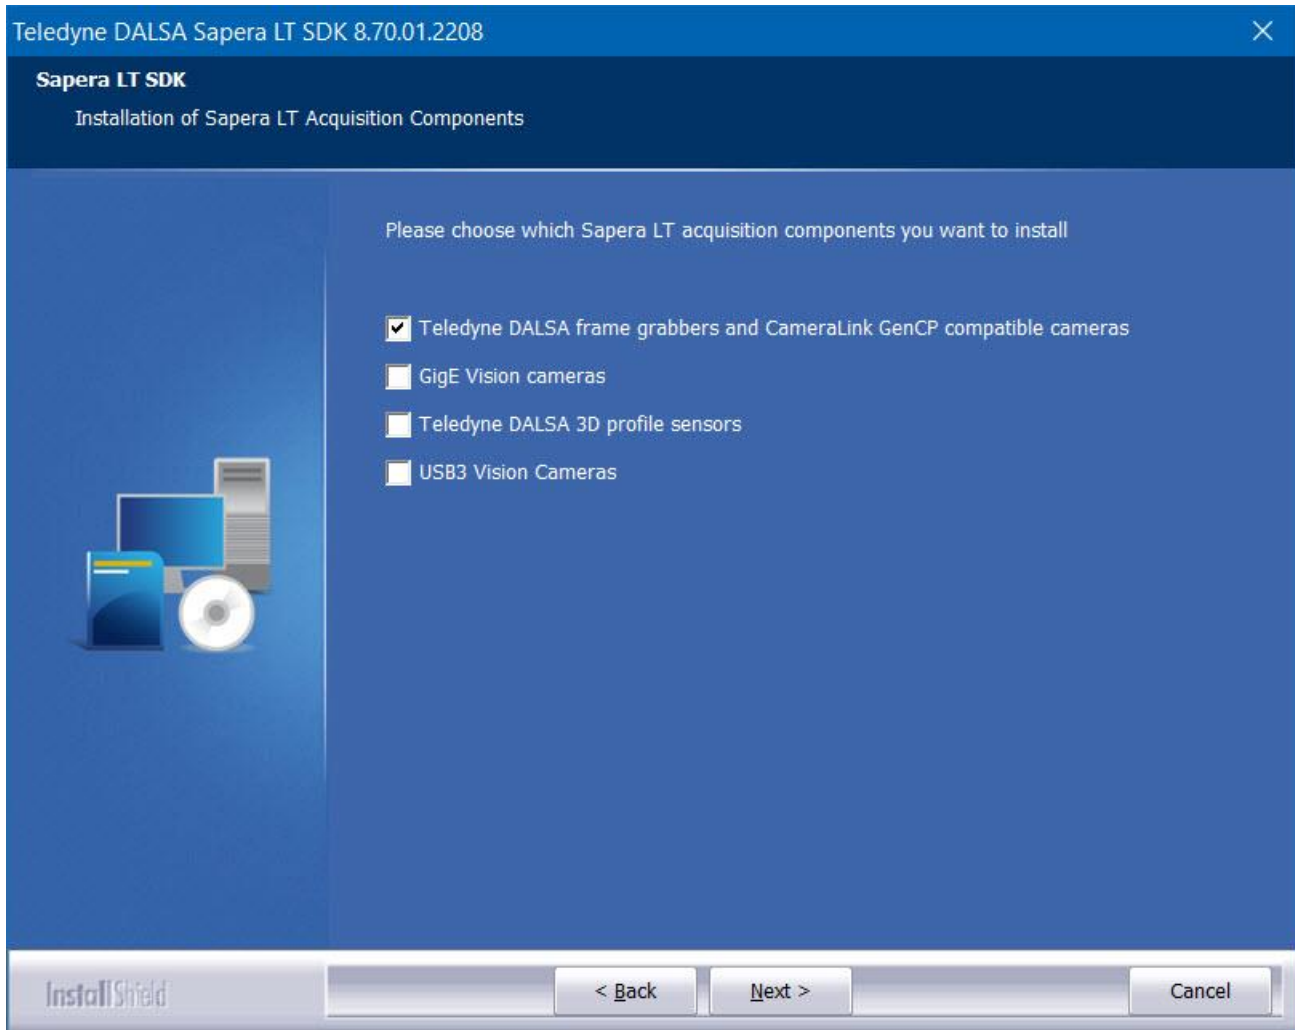 Teledyne DALSA Sapera LT SDK 8.70.01.2208
Sapera LT SDK
Installation of Sapera LT Acquisition Components
Please choose which Sapera LT acquisition components you want to install
Teledyne DALSA frame grabbers and CameraLink GenCP compatible cameras
GigE Vision cameras
Teledyne DALSA 3D profile sensors
USB3 Vision Cameras
InstallShield
< Back
Next >
Cancel